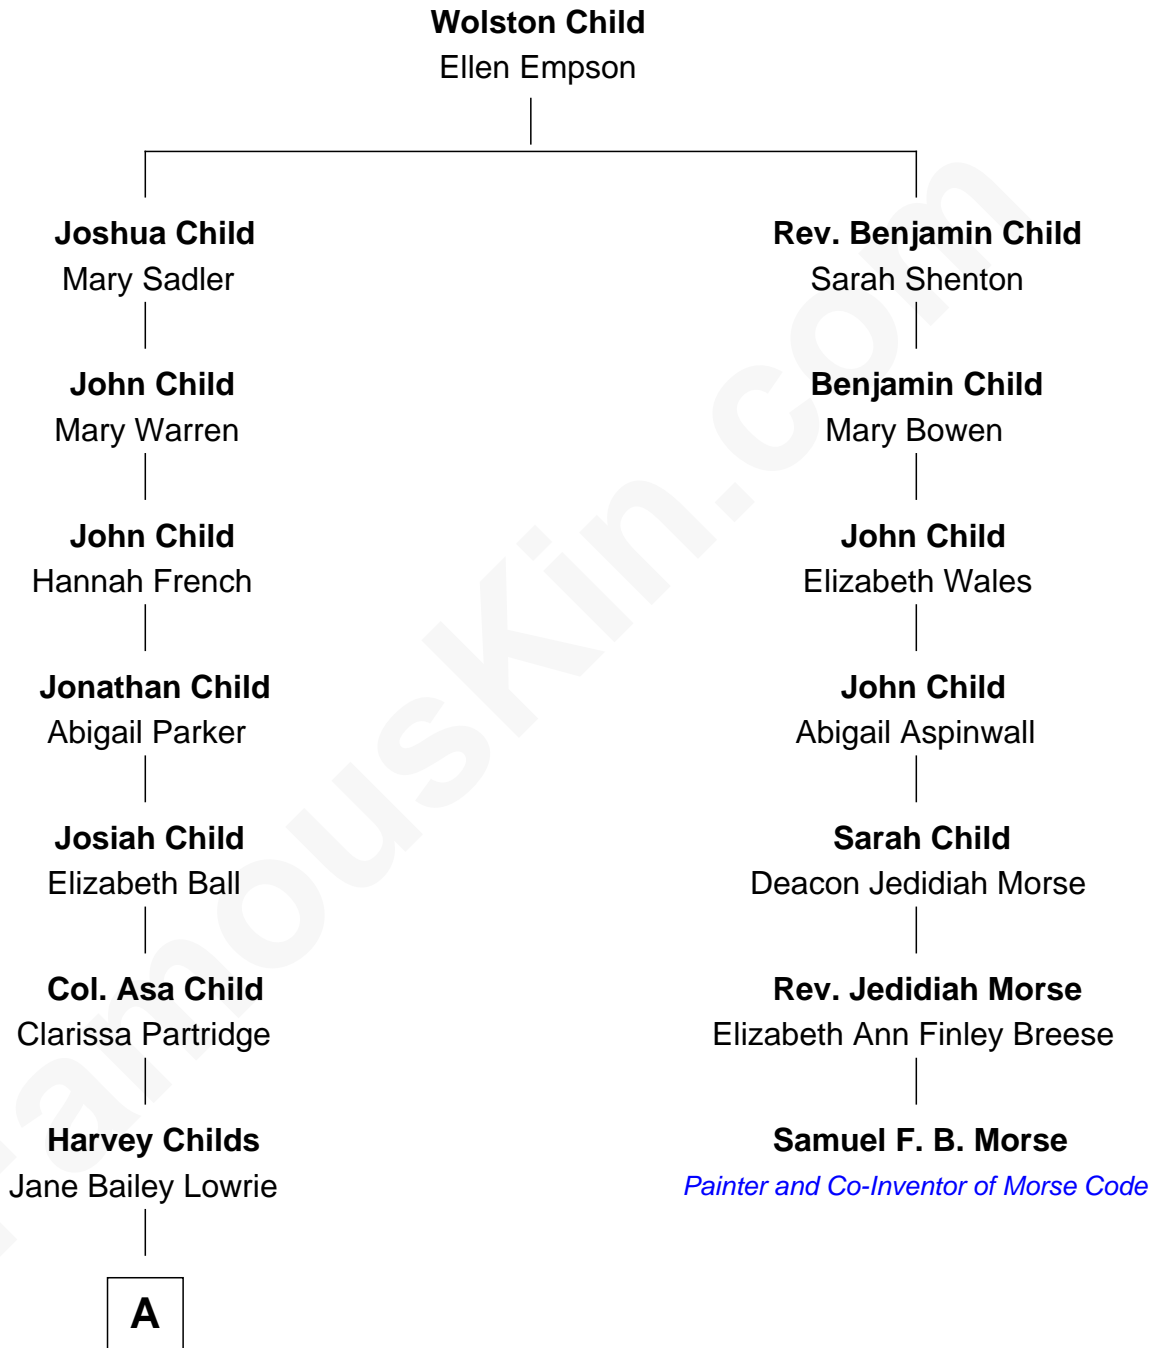 Wolston Child
Ellen Empson
Joshua Child
Mary Sadler
Rev. Benjamin Child
Sarah Shenton
John Child
Mary Warren
Benjamin Child
Mary Bowen
John Child
Hannah French
John Child
Elizabeth Wales
Jonathan Child
Abigail Parker
John Child
Abigail Aspinwall
Josiah Child
Elizabeth Ball
Sarah Child
Deacon Jedidiah Morse
Col. Asa Child
Clarissa Partridge
Rev. Jedidiah Morse
Elizabeth Ann Finley Breese
Harvey Childs
Jane Bailey Lowrie
Samuel F. B. Morse
Painter and Co-Inventor of Morse Code
A
FamousKin.com